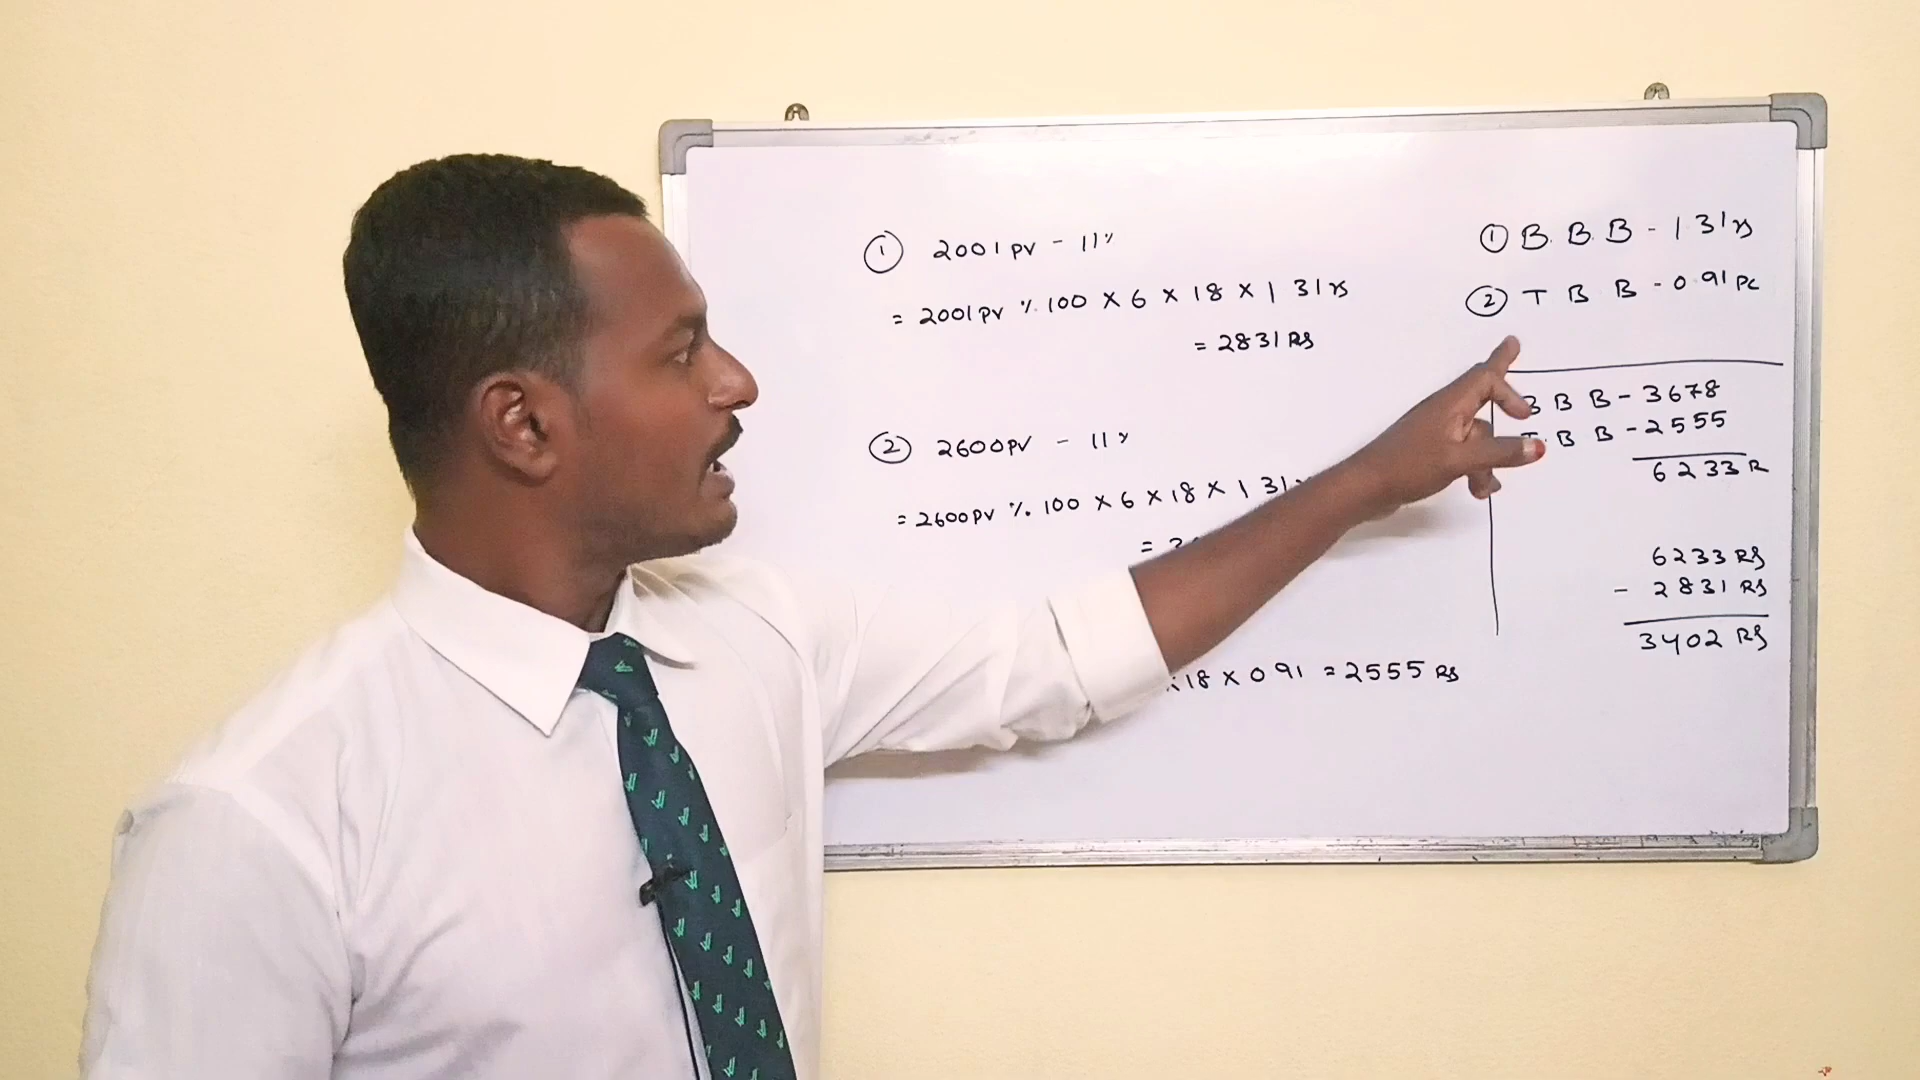 ① 2001 PV - 11%
= 2001 PV % 100 X 6 X 18 X 1 31 rs
= 2831 RS
② 2600 PV - 11%
= 2600 PV % 100 X 6 X 18 X 1 31
=
X 18 X 0 91 = 2555 RS
① B. B. B - 1 31 rs
② T B B - 0.91 PC
B B B - 3678
T. B B - 2555
6233 R
6233 RS
- 2831 RS
3402 RS